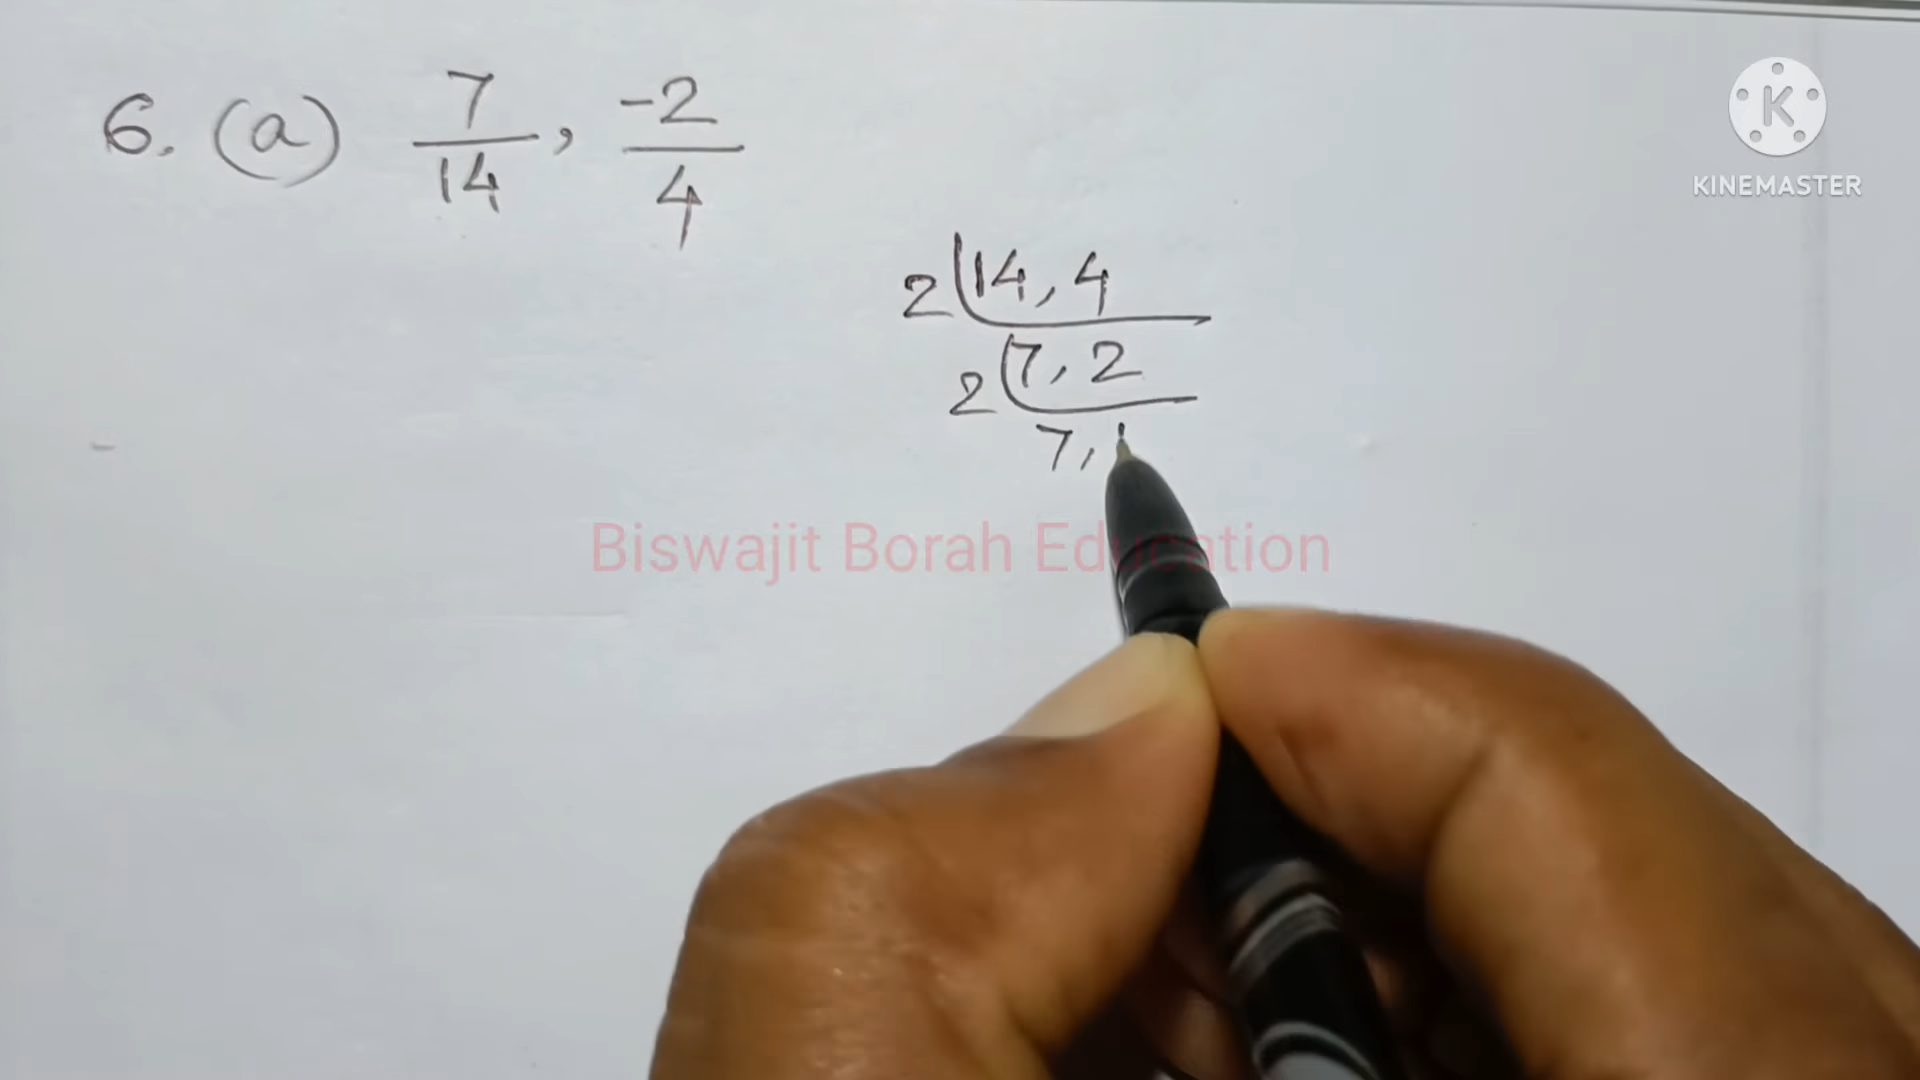 6. (a) 7/14, -2/4
KINEMASTER
2 | 14, 4
2 | 7, 2
7, 1
Biswajit Borah Education